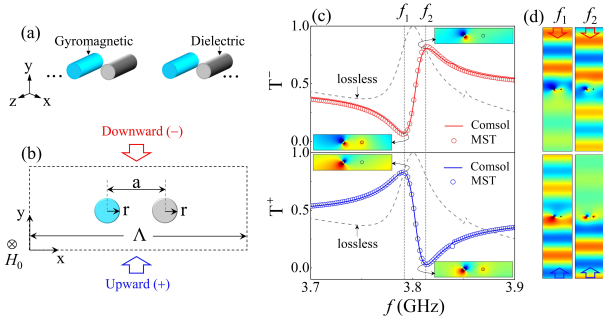 (a)
Gyromagnetic
Dielectric
...
...
y
z
x
Downward (−)
(b)
a
r
r
Λ
y
x
⊗
H₀
Upward (+)
(c)
f₁
f₂
1.0
T⁻
0.5
0.0
lossless
Comsol
MST
1.0
T⁺
0.5
0.0
lossless
Comsol
MST
3.7
3.8
3.9
f (GHz)
(d)
f₁
f₂